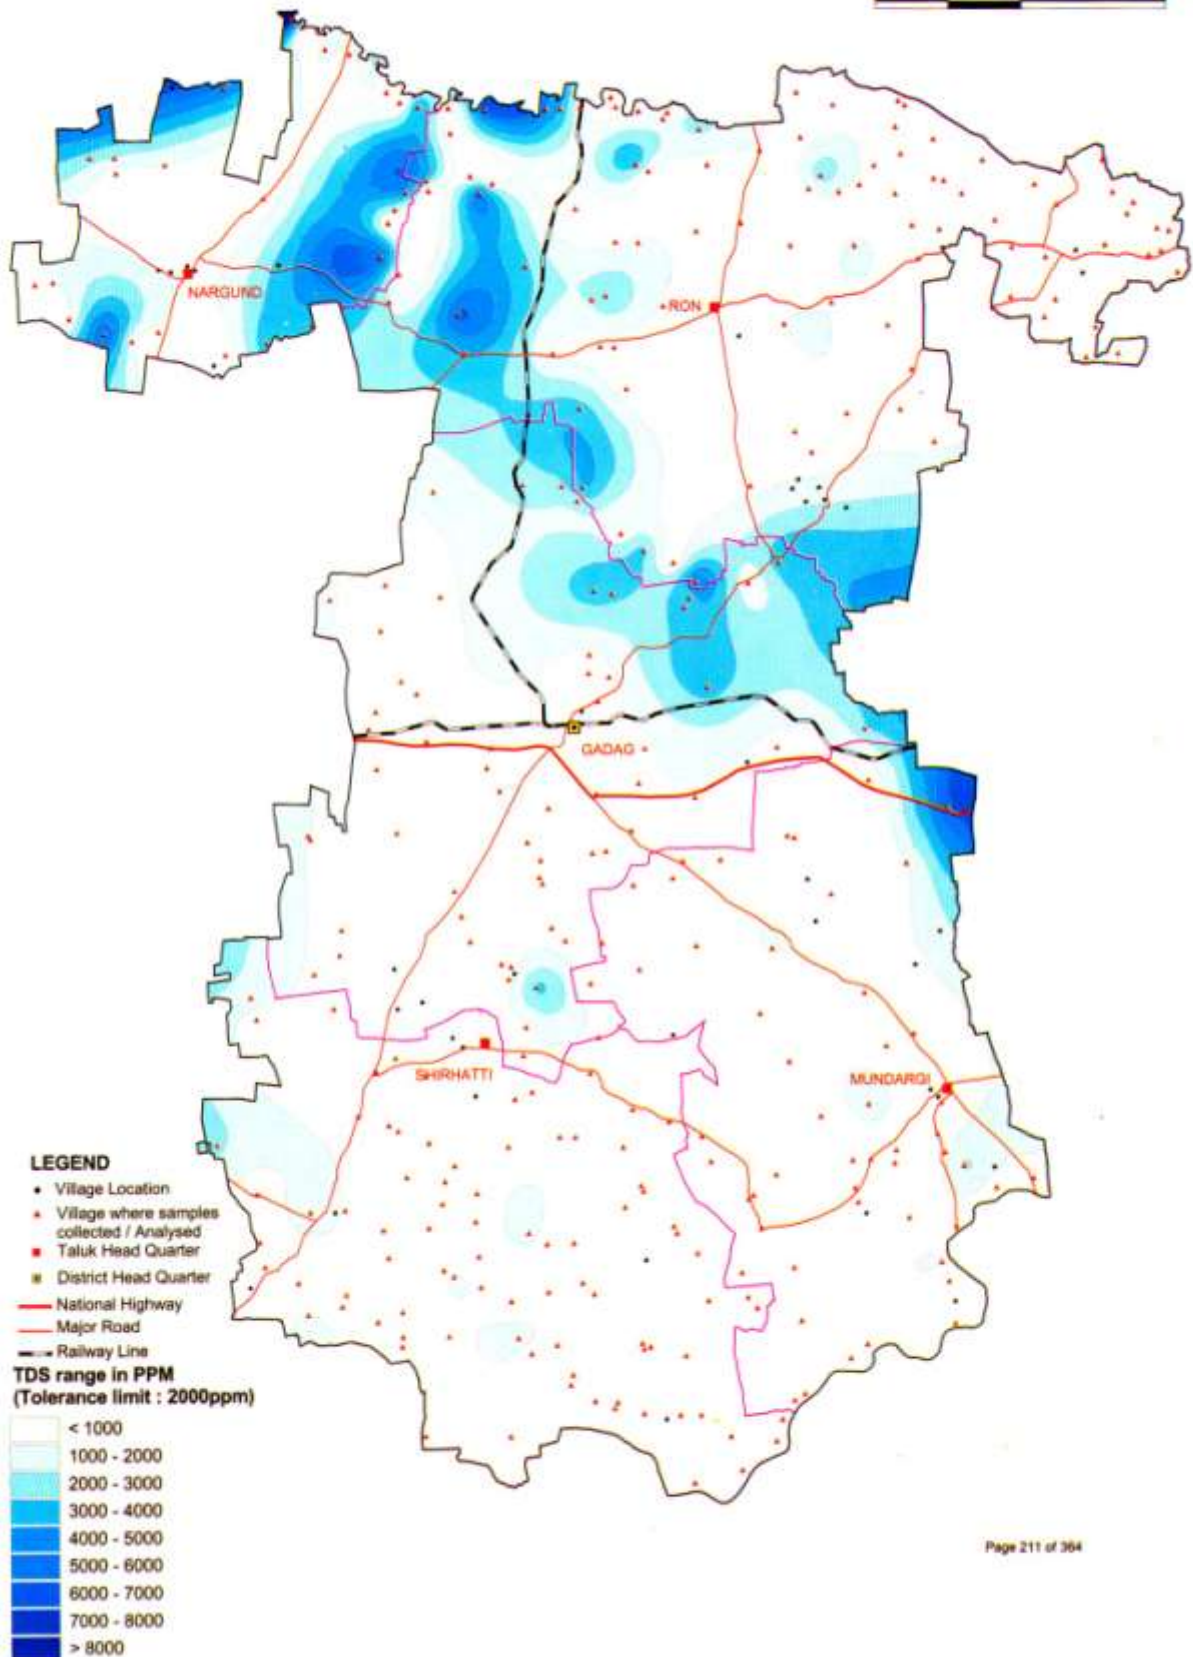 NARGUND
RON
GADAG
SHIRHATTI
MUNDARGI
LEGEND
Village Location
Village where samples
collected / Analysed
Taluk Head Quarter
District Head Quarter
National Highway
Major Road
Railway Line
TDS range in PPM
(Tolerance limit : 2000ppm)
< 1000
1000 - 2000
2000 - 3000
3000 - 4000
4000 - 5000
5000 - 6000
6000 - 7000
7000 - 8000
> 8000
Page 211 of 364